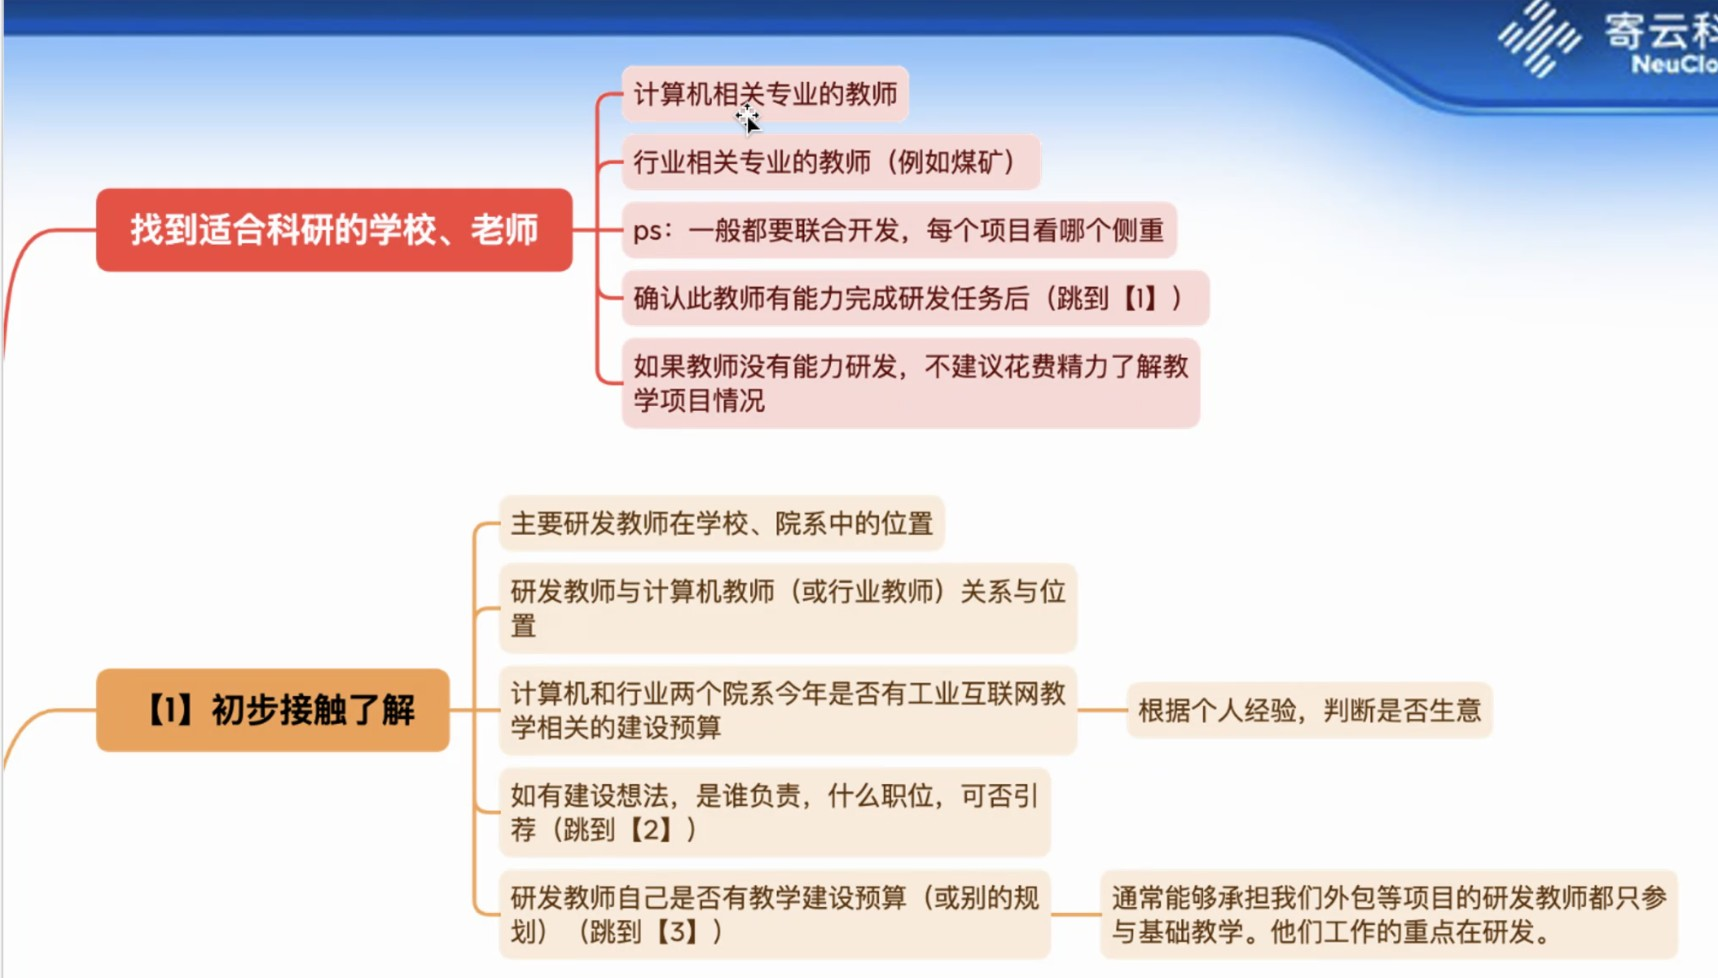 寄云科
NeuClo
计算机相关专业的教师
行业相关专业的教师（例如煤矿）
找到适合科研的学校、老师
ps：一般都要联合开发，每个项目看哪个侧重
确认此教师有能力完成研发任务后（跳到【1】）
如果教师没有能力研发，不建议花费精力了解教
学项目情况
主要研发教师在学校、院系中的位置
研发教师与计算机教师（或行业教师）关系与位
置
【1】初步接触了解
计算机和行业两个院系今年是否有工业互联网教
学相关的建设预算
根据个人经验，判断是否生意
如有建设想法，是谁负责，什么职位，可否引
荐（跳到【2】）
研发教师自己是否有教学建设预算（或别的规
划）（跳到【3】）
通常能够承担我们外包等项目的研发教师都只参
与基础教学。他们工作的重点在研发。